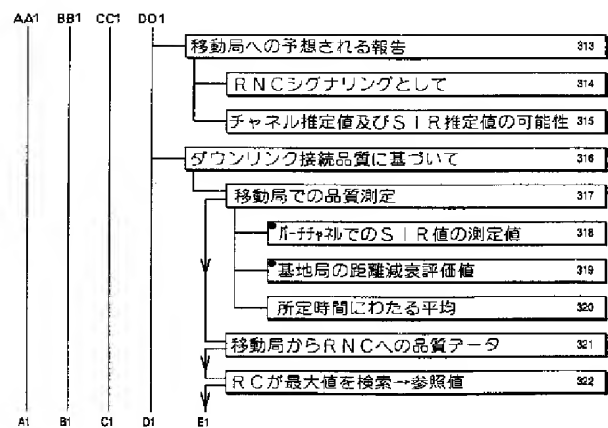 AA1 BB1 CC1 DD1
移動局への予想される報告 313
RNCシグナリングとして 314
チャネル推定値及びSIR推定値の可能性 315
ダウンリンク接続品質に基づいて 316
移動局での品質測定 317
パーチチャネルでのSIR値の測定値 318
基地局の距離減衰評価値 319
所定時間にわたる平均 320
移動局からRNCへの品質データ 321
RCが最大値を検索→参照値 322
A1 B1 C1 D1 E1